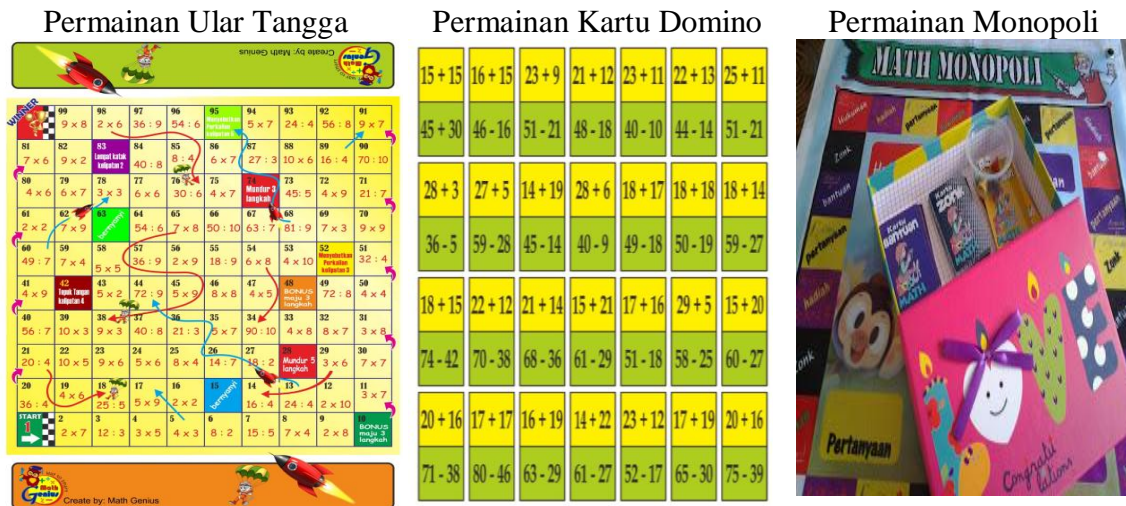 Permainan Ular Tangga
Create by: Math Genius
WINNER
99 98 97 96 95 94 93 92 91
9 x 8 2 x 6 36 : 9 54 : 6 Menyebutkan Perkalian 5 x 7 24 : 4 56 : 8 9 x 7
81 82 83 84 85 86 87 88 89 90
7 x 6 9 x 2 Lompat katak kelipatan 2 40 : 8 8 : 4 6 x 7 27 : 3 10 x 6 16 : 4 70 : 10
80 79 78 77 76 75 74 73 72 71
4 x 6 6 x 7 3 x 3 6 x 6 30 : 6 4 x 7 Mundur 3 langkah 45: 5 4 x 9 21 : 7
61 62 63 64 65 66 67 68 69 70
2 x 2 7 x 9 bernyanyi 54 : 6 7 x 8 50 : 10 63 : 7 81 : 9 7 x 3 9 x 9
60 59 58 57 56 55 54 53 52 51
49 : 7 7 x 4 5 x 5 36 : 9 2 x 9 18 : 9 6 x 8 4 x 10 Menyebutkan Perkalian kelipatan 3 32 : 4
41 42 43 44 45 46 47 48 49 50
4 x 9 Tepuk Tangan kelipatan 4 5 x 2 72 : 9 5 x 9 8 x 8 4 x 5 BONUS maju 3 langkah 72 : 8 4 x 4
40 39 38 37 36 35 34 33 32 31
56 : 7 10 x 3 9 x 3 40 : 8 21 : 3 5 x 7 90 : 10 4 x 8 8 x 7 3 x 8
21 22 23 24 25 26 27 28 29 30
20 : 4 10 x 5 9 x 6 5 x 6 8 x 4 14 : 7 18 : 2 Mundur 5 langkah 3 x 6 7 x 7
20 19 18 17 16 15 14 13 12 11
36 : 4 4 x 6 25 : 5 5 x 9 2 x 2 bernyanyi 16 : 4 24 : 4 2 x 10 3 x 7
START 1 2 3 4 5 6 7 8 9 10
2 x 7 12 : 3 3 x 5 4 x 3 8 : 2 15 : 5 7 x 4 2 x 8 BONUS maju 3 langkah
Math Genius
Create by: Math Genius
Permainan Kartu Domino
15 + 15 16 + 15 23 + 9 21 + 12 23 + 11 22 + 13 25 + 11
45 + 30 46 - 16 51 - 21 48 - 18 40 - 10 44 - 14 51 - 21
28 + 3 27 + 5 14 + 19 28 + 6 18 + 17 18 + 18 18 + 14
36 - 5 59 - 28 45 - 14 40 - 9 49 - 18 50 - 19 59 - 27
18 + 15 22 + 12 21 + 14 15 + 21 17 + 16 29 + 5 15 + 20
74 - 42 70 - 38 68 - 36 61 - 29 51 - 18 58 - 25 60 - 27
20 + 16 17 + 17 16 + 19 14 + 22 23 + 12 17 + 19 20 + 16
71 - 38 80 - 46 63 - 29 61 - 27 52 - 17 65 - 30 75 - 39
Permainan Monopoli
MATH MONOPOLI
Hukuman
hadiah
Pertanyaan
Zonk
Bantuan
Kartu Bantuan
Kartu Zonk
MATH
Pertanyaan
hadiah
Zonk
Pertanyaan
Congratulations